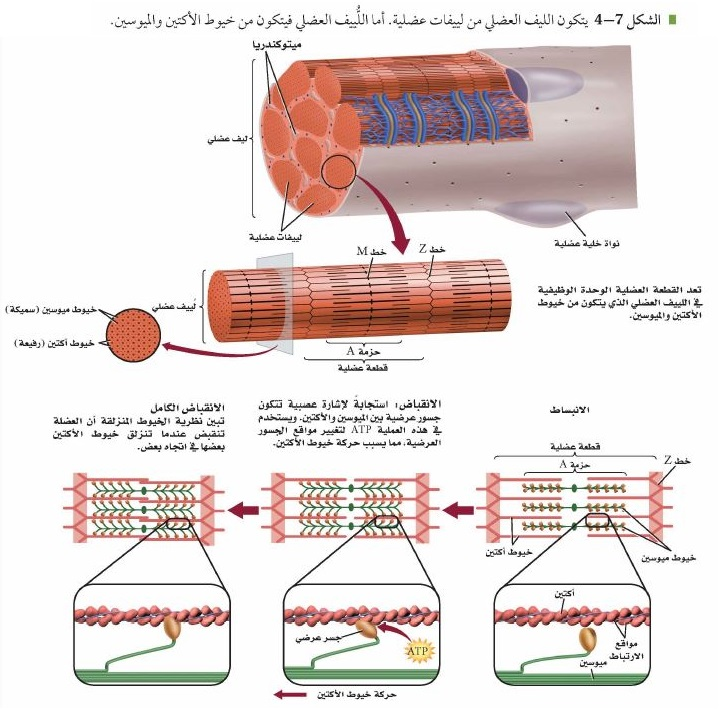 الشكل 7–4 يتكون الليف العضلي من لييفات عضلية. أما اللُّييف العضلي فيتكون من خيوط الأكتين والميوسين.
ميتوكندريا
ليف عضلي
لييفات عضلية
نواة خلية عضلية
خط M
خط Z
تعد القطعة العضلية الوحدة الوظيفية
في اللييف العضلي الذي يتكون من خيوط
الأكتين والميوسين.
لُييف عضلي
خيوط ميوسين (سميكة)
خيوط أكتين (رفيعة)
حزمة A
قطعة عضلية
الانبساط
الانقباض: استجابةً لإشارة عصبية تتكون
جسور عرضية بين الميوسين والأكتين. ويستخدم
في هذه العملية ATP لتغيير مواقع الجسور
العرضية، مما يسبب حركة خيوط الأكتين.
الانقباض الكامل
تبين نظرية الخيوط المنزلقة أن العضلة
تنقبض عندما تنزلق خيوط الأكتين
بعضها في اتجاه بعض.
قطعة عضلية
حزمة A
خط Z
خيوط أكتين
خيوط ميوسين
أكتين
مواقع
الارتباط
ميوسين
جسر عرضي
ATP
حركة خيوط الأكتين